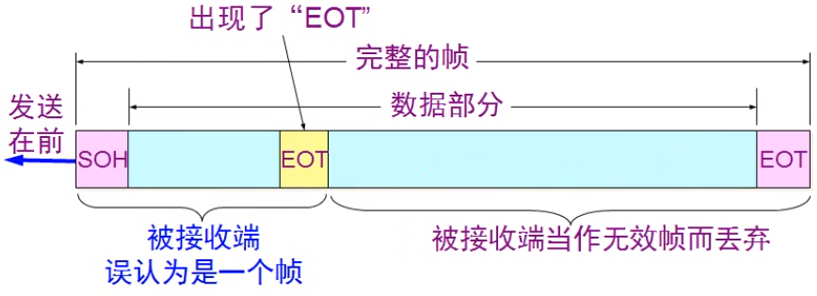 出现了“EOT”
完整的帧
发送
在前
数据部分
SOH
EOT
EOT
被接收端
误认为是一个帧
被接收端当作无效帧而丢弃